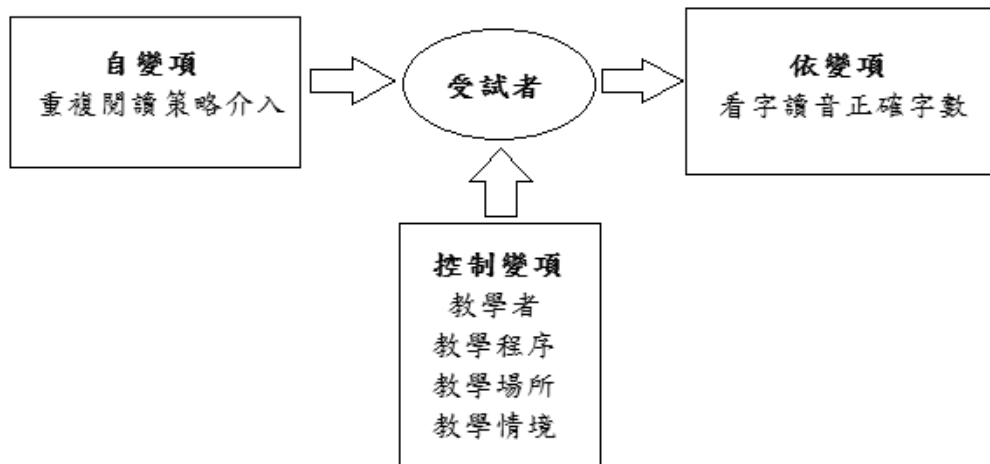 自變項
重複閱讀策略介入
受試者
依變項
看字讀音正確字數
控制變項
教學者
教學程序
教學場所
教學情境